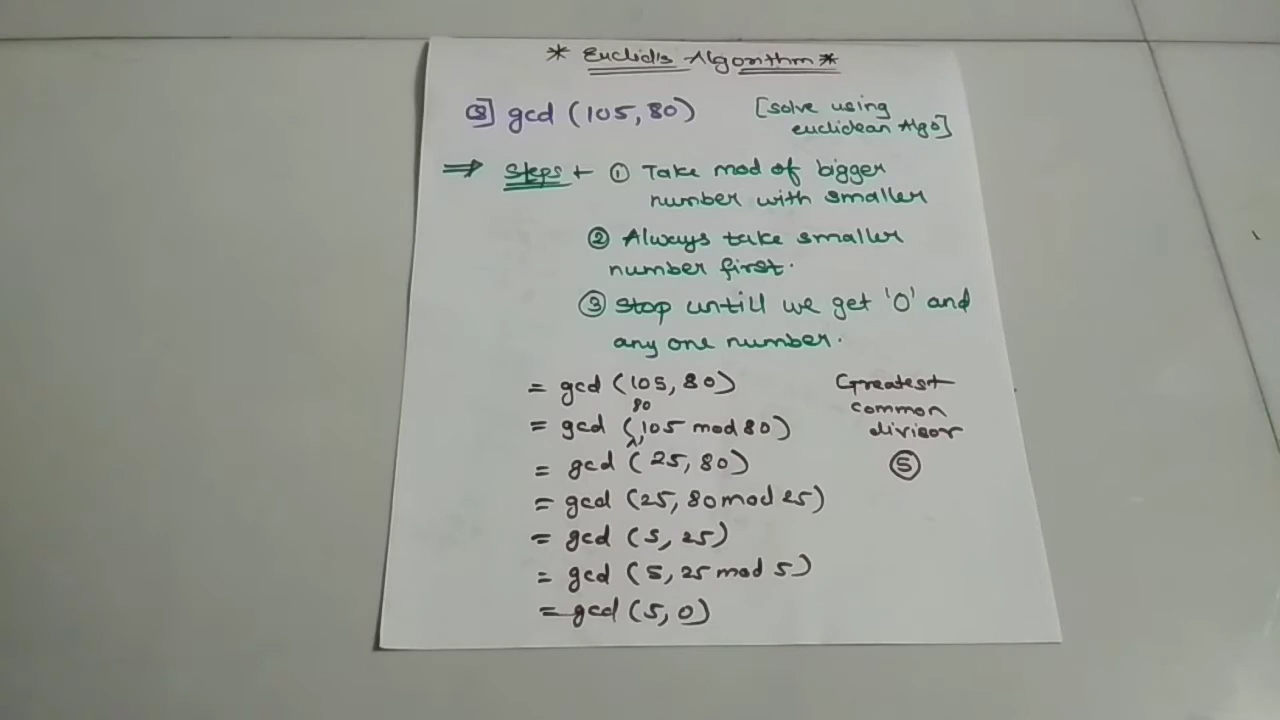 * Euclid's Algorithm *
Q] gcd (105, 80) [solve using
euclidean Algo]
⇒ Steps + ① Take mod of bigger
number with smaller
② Always take smaller
number first.
③ Stop untill we get '0' and
any one number.
= gcd (105, 80)
80
= gcd (, 105 mod 80)
= gcd (25, 80)
= gcd (25, 80 mod 25)
= gcd (5, 25)
= gcd (5, 25 mod 5)
= gcd (5, 0)
Greatest
common
divisor
⑤